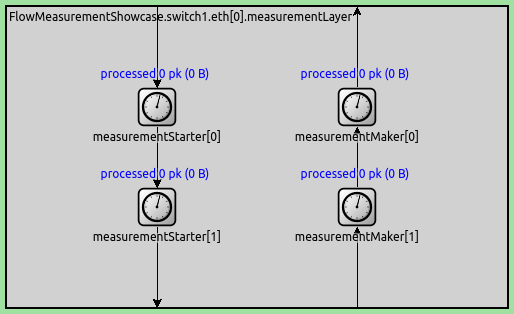 FlowMeasurementShowcase.switch1.eth[0].measurementLayer
processed 0 pk (0 B)
processed 0 pk (0 B)
measurementStarter[0]
measurementMaker[0]
processed 0 pk (0 B)
processed 0 pk (0 B)
measurementStarter[1]
measurementMaker[1]